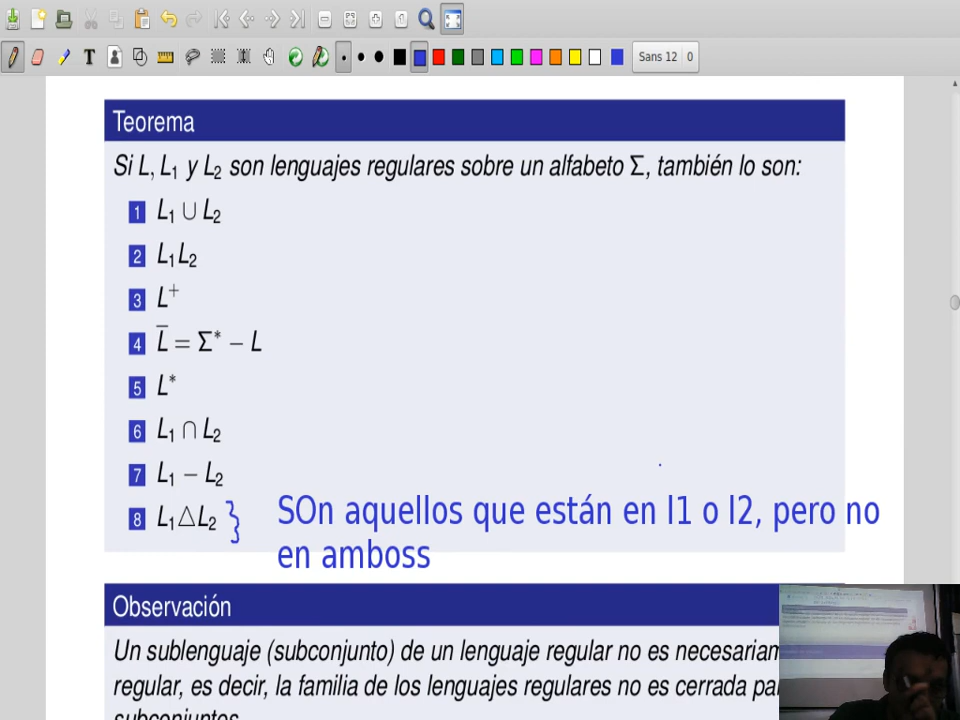 T
Sans 12 0
Teorema
Si L, L₁ y L₂ son lenguajes regulares sobre un alfabeto Σ, también lo son:
1 L₁ ∪ L₂
2 L₁L₂
3 L⁺
4 L̅ = Σ* − L
5 L*
6 L₁ ∩ L₂
7 L₁ − L₂
8 L₁△L₂
SOn aquellos que están en l1 o l2, pero no
en amboss
Observación
Un sublenguaje (subconjunto) de un lenguaje regular no es
regular, es decir, la familia de los lenguajes regulares no es cerrada
subconjuntos